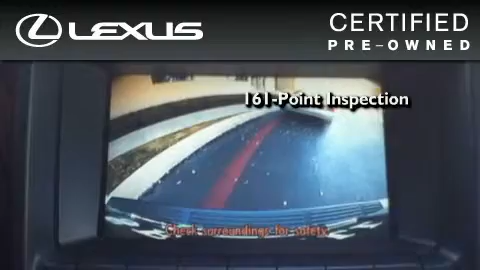 LEXUS
CERTIFIED
PRE-OWNED
161-Point Inspection
Check surroundings for safety